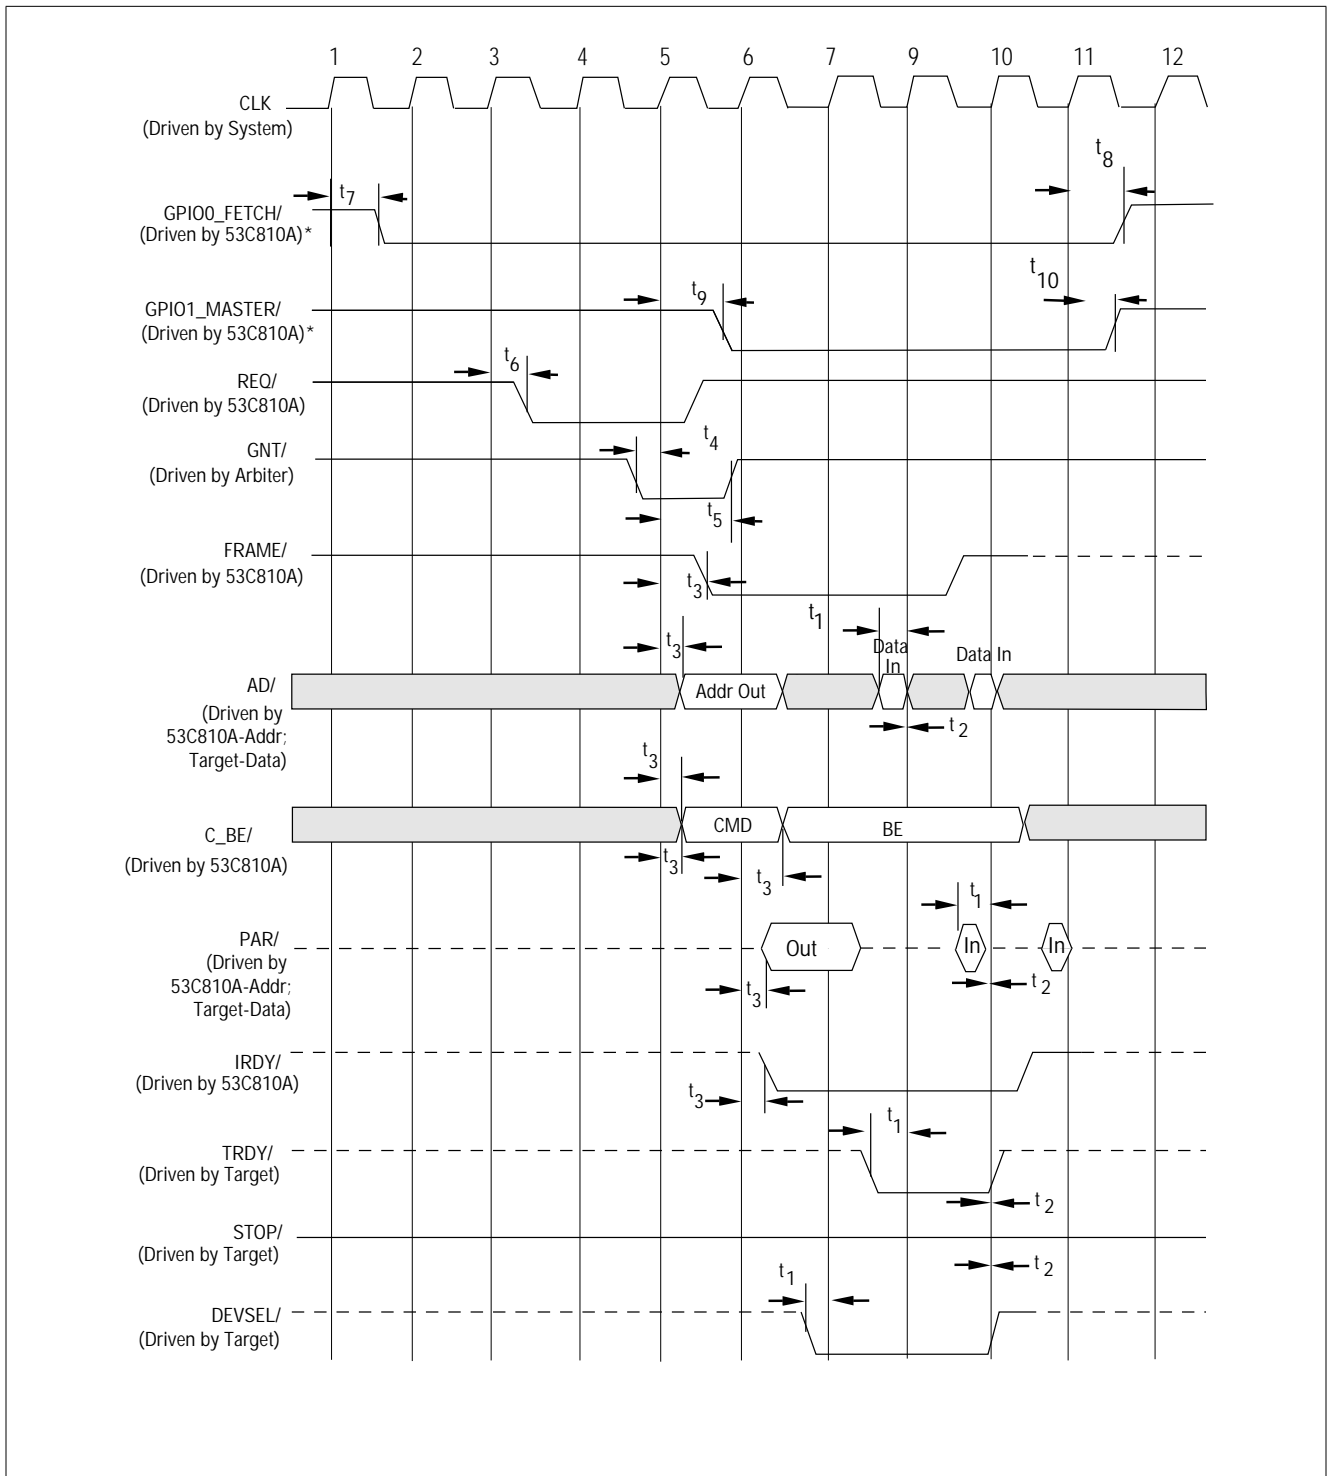 1 2 3 4 5 6 7 9 10 11 12
CLK
(Driven by System)
t8
t7
GPIO0_FETCH/
(Driven by 53C810A)*
t10
t9
GPIO1_MASTER/
(Driven by 53C810A)*
t6
REQ/
(Driven by 53C810A)
t4
GNT/
(Driven by Arbiter)
t5
FRAME/
(Driven by 53C810A)
t3
t1
t3
Data
In
Data In
AD/
Addr Out
(Driven by
53C810A-Addr;
Target-Data)
t2
t3
C_BE/
CMD
BE
(Driven by 53C810A)
t3
t3
t1
PAR/
Out
In
In
(Driven by
53C810A-Addr;
Target-Data)
t3
t2
IRDY/
(Driven by 53C810A)
t3
t1
TRDY/
(Driven by Target)
t2
STOP/
(Driven by Target)
t2
t1
DEVSEL/
(Driven by Target)